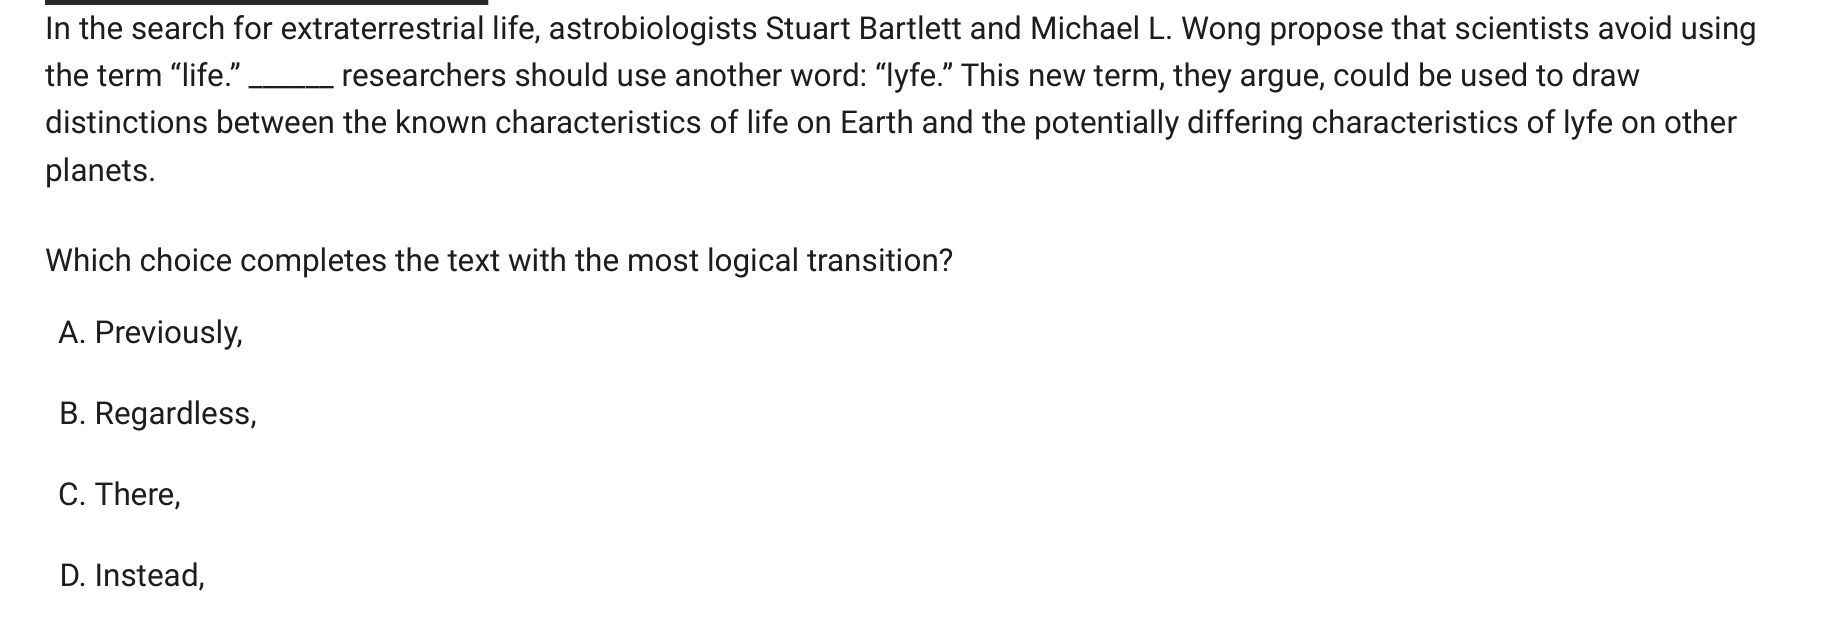 In the search for extraterrestrial life, astrobiologists Stuart Bartlett and Michael L. Wong propose that scientists avoid using
the term “life.” ______ researchers should use another word: “lyfe.” This new term, they argue, could be used to draw
distinctions between the known characteristics of life on Earth and the potentially differing characteristics of lyfe on other
planets.
Which choice completes the text with the most logical transition?
A. Previously,
B. Regardless,
C. There,
D. Instead,